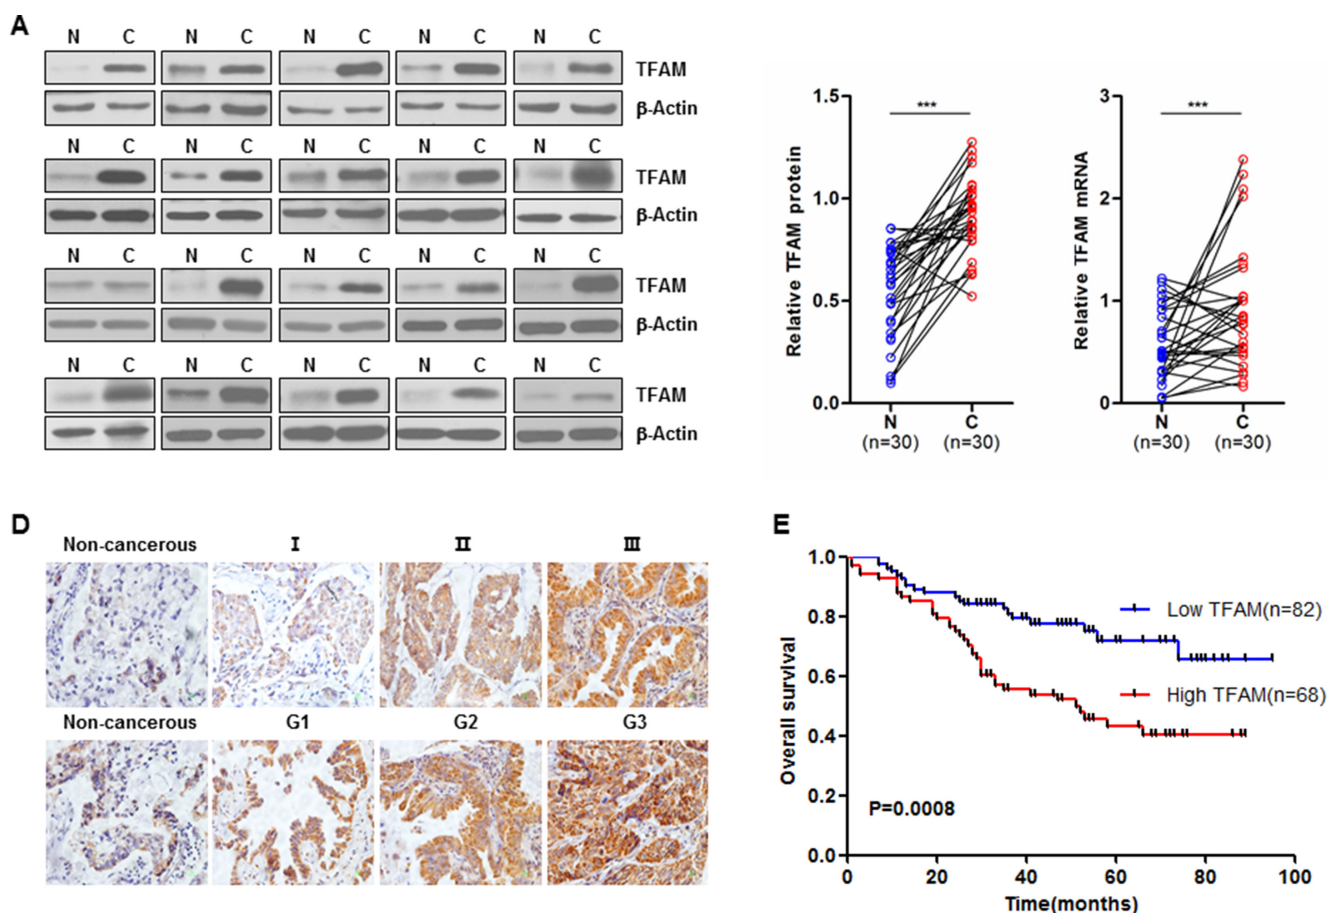 A
N C N C N C N C N C
TFAM
β-Actin
N C N C N C N C N C
TFAM
β-Actin
N C N C N C N C N C
TFAM
β-Actin
N C N C N C N C N C
TFAM
β-Actin
Relative TFAM protein
1.5
1.0
0.5
0.0
***
N C
(n=30) (n=30)
Relative TFAM mRNA
3
2
1
0
***
N C
(n=30) (n=30)
D
Non-cancerous I II III
Non-cancerous G1 G2 G3
E
Overall survival
1.0
0.8
0.6
0.4
0.2
0.0
Low TFAM(n=82)
High TFAM(n=68)
P=0.0008
0 20 40 60 80 100
Time(months)